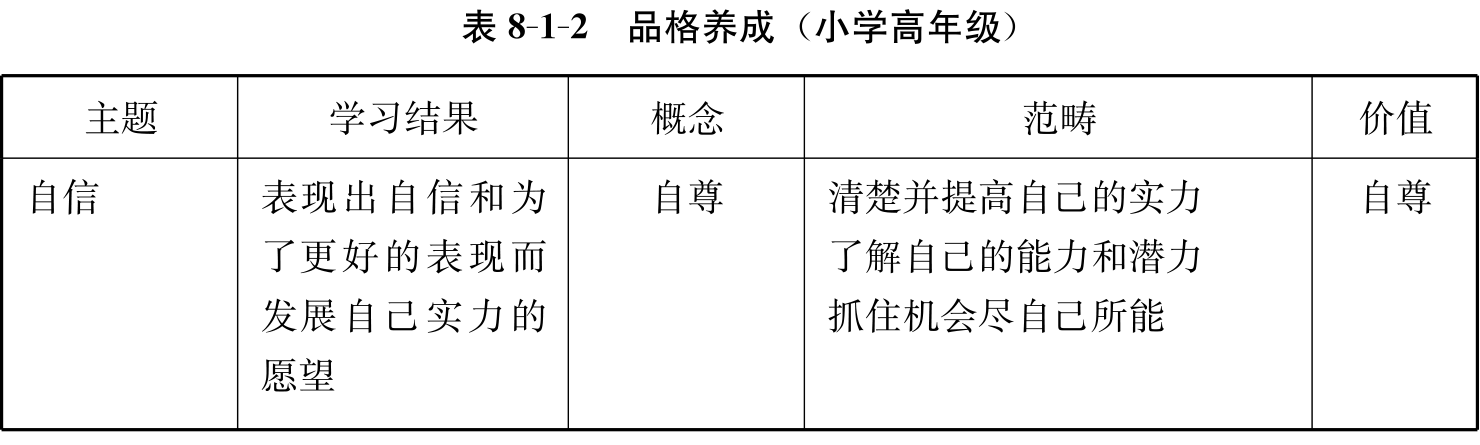 表 8-1-2 品格养成（小学高年级）
主题 学习结果 概念 范畴 价值
自信 表现出自信和为 自尊 清楚并提高自己的实力 自尊
了更好的表现而 了解自己的能力和潜力
发展自己实力的 抓住机会尽自己所能
愿望